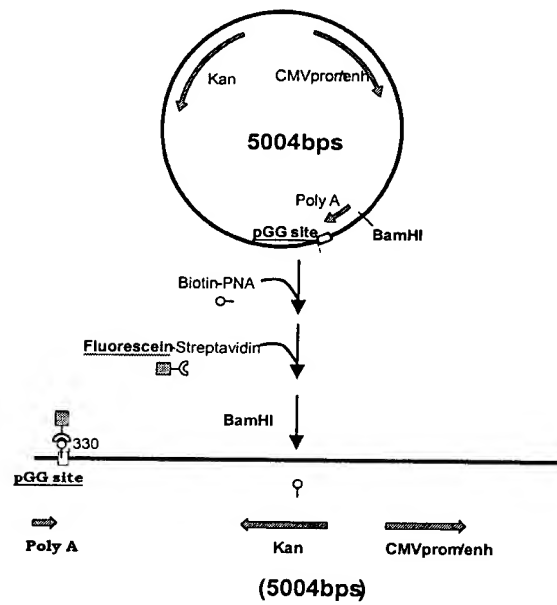 Kan
CMVprom/enh
5004bps
Poly A
pGG site
BamHI
Biotin-PNA
Fluorescein-Streptavidin
BamHI
330
pGG site
Poly A
Kan
CMVprom/enh
(5004bps)